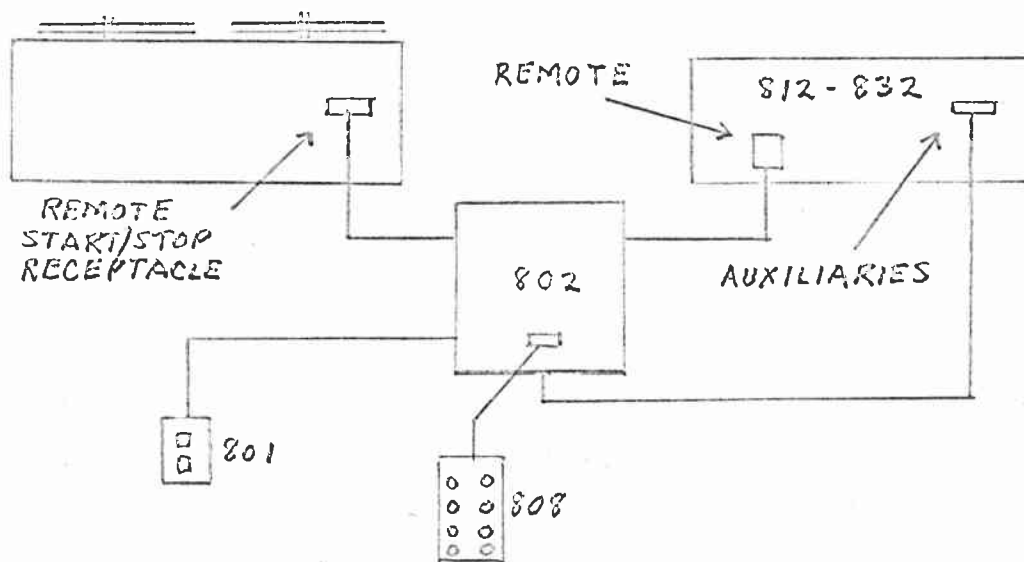 REMOTE
812-832
REMOTE
START/STOP
RECEPTACLE
802
AUXILIARIES
801
808